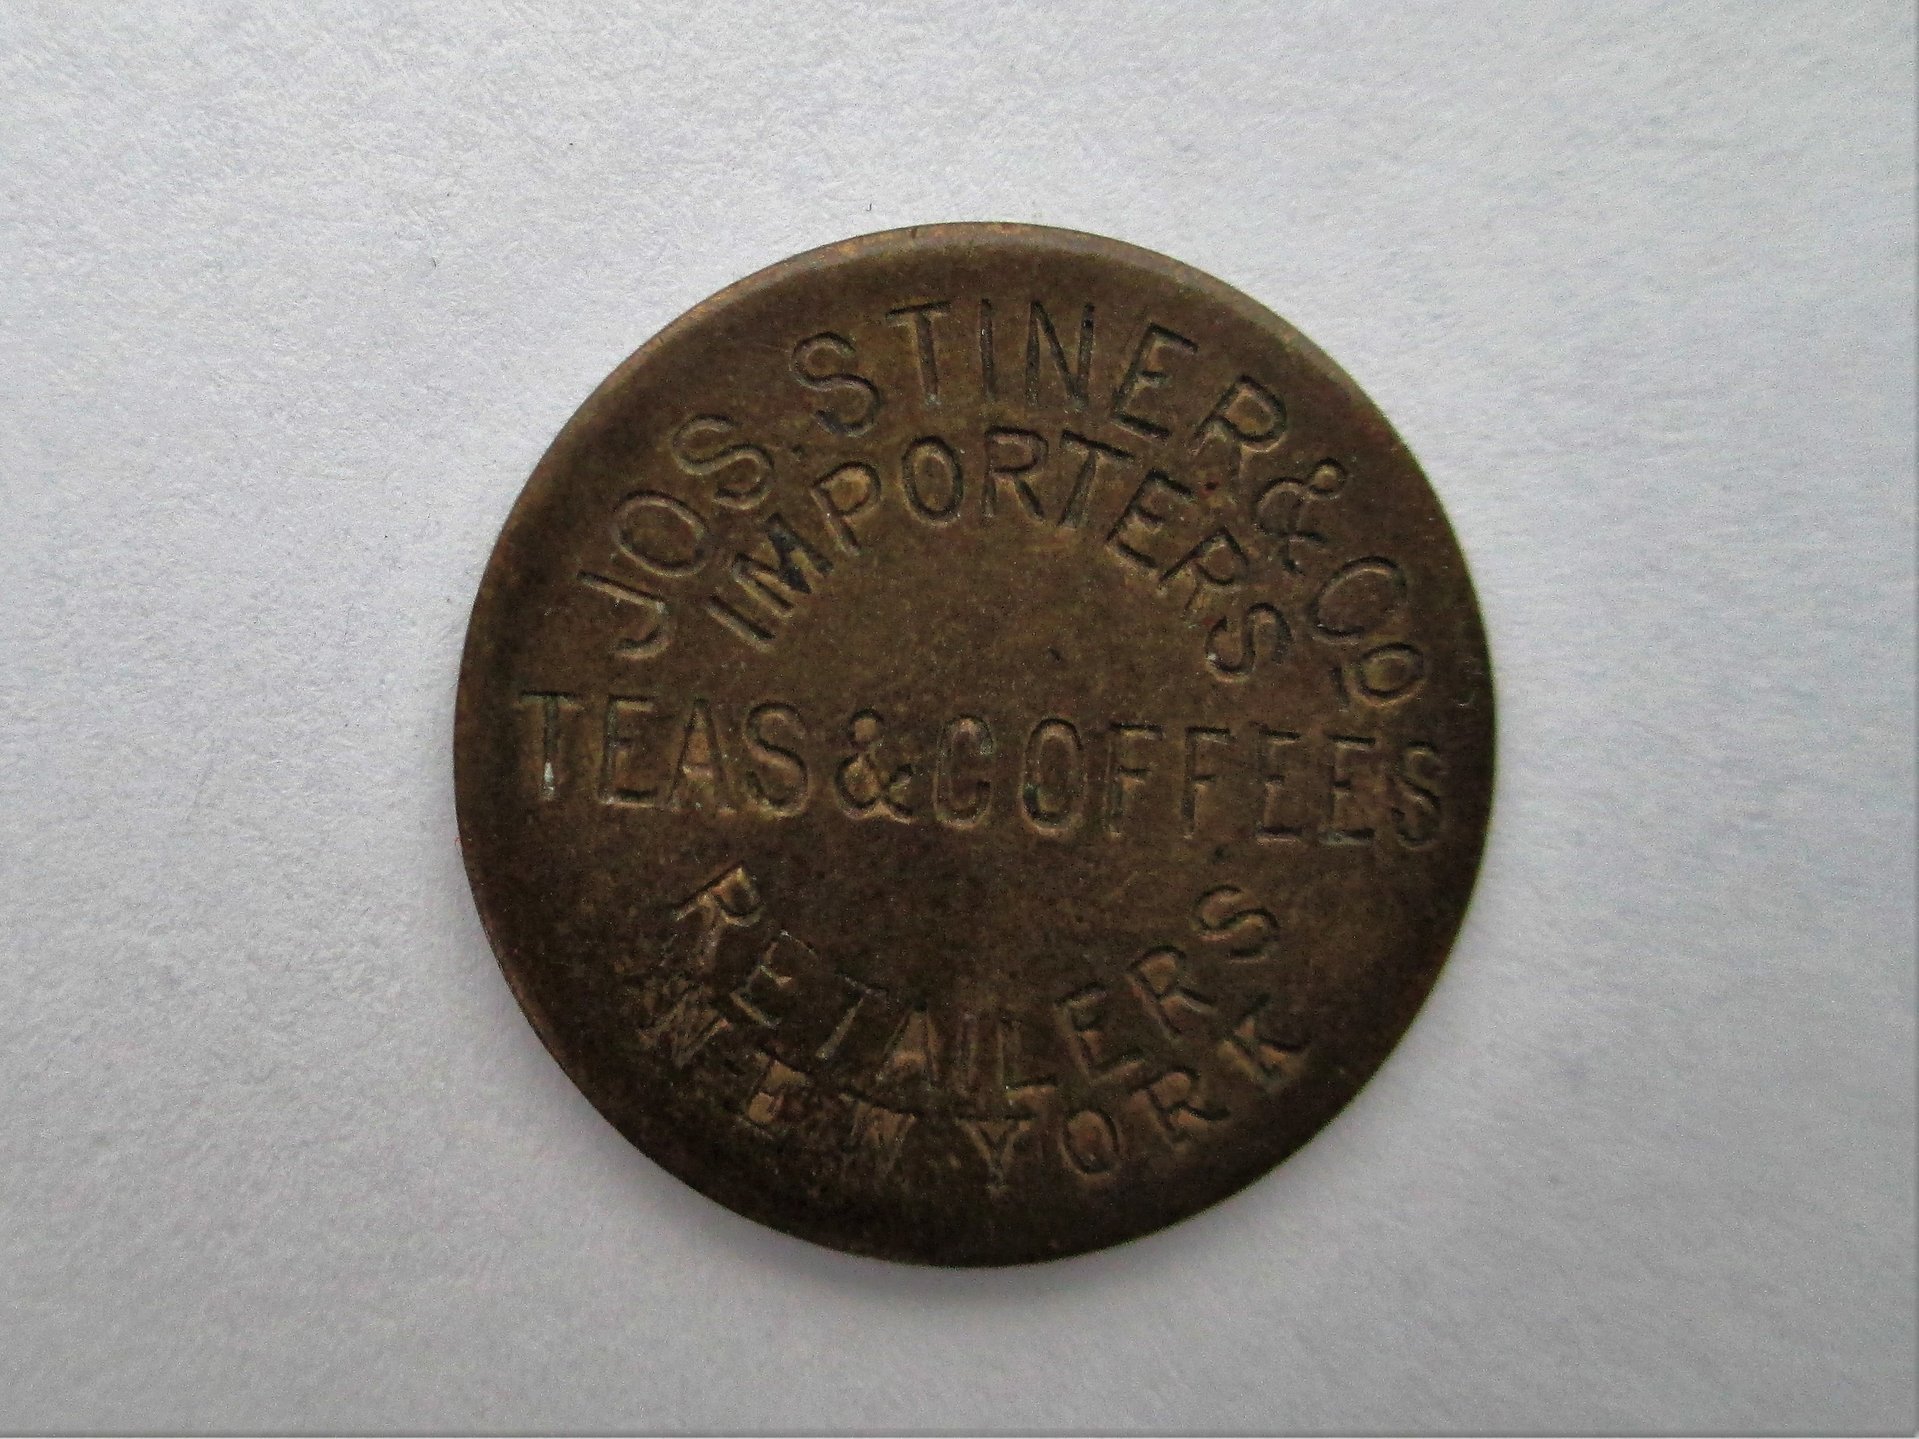 JOS STINER & Co
IMPORTERS
TEAS & COFFEES
RETAILERS
NEW YORK